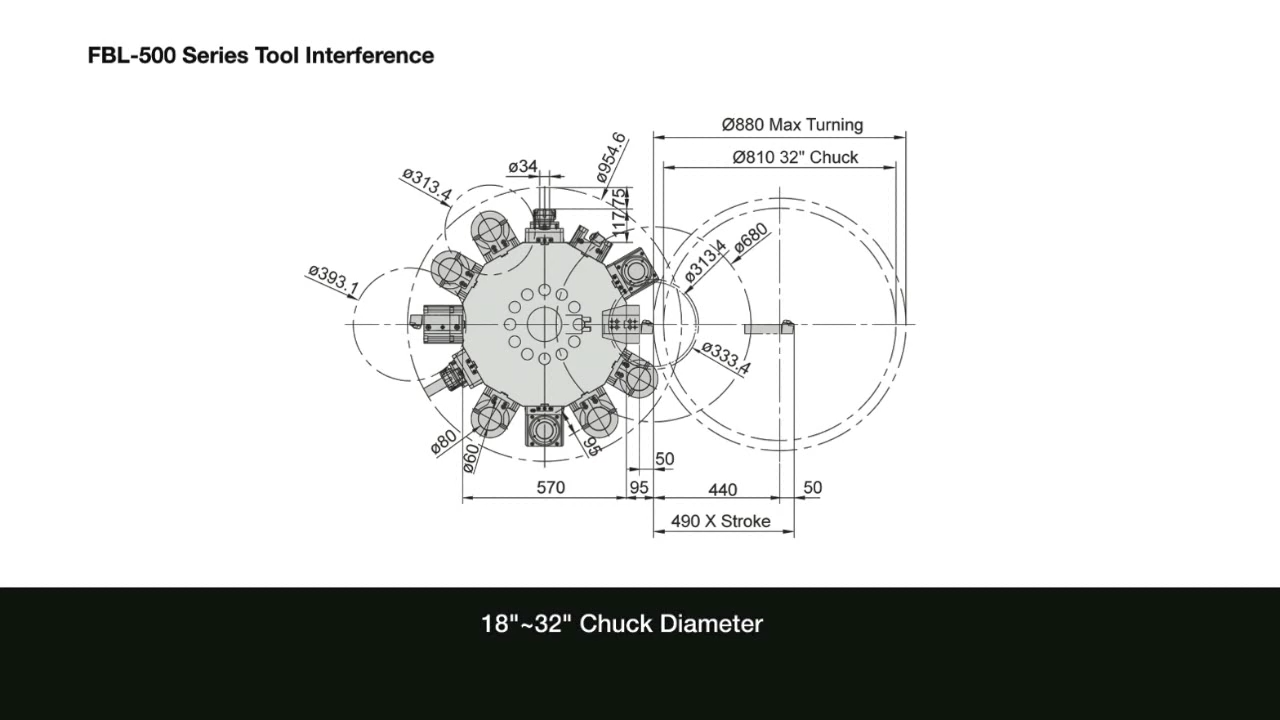 FBL-500 Series Tool Interference
Ø880 Max Turning
Ø810 32" Chuck
ø34
ø954.6
ø313.4
75
117
ø680
ø313.4
ø393.1
ø333.4
ø80
ø60
95
50
570
95
440
50
490 X Stroke
18"~32" Chuck Diameter